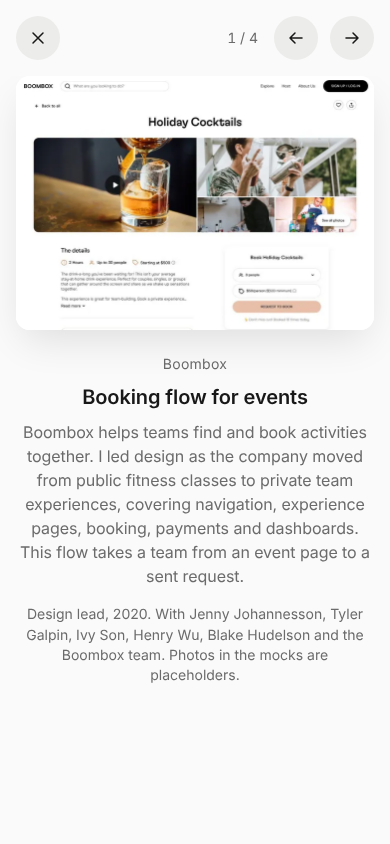 1 / 4
BOOMBOX
What are you looking to do?
Explore
Host
About Us
SIGN UP / LOG IN
Back to all
Holiday Cocktails
See all photos
The details
2 Hours
Up to 30 people
Starting at $500
Book Holiday Cocktails
REQUEST TO BOOK
Read more
Boombox
Booking flow for events
Boombox helps teams find and book activities
together. I led design as the company moved
from public fitness classes to private team
experiences, covering navigation, experience
pages, booking, payments and dashboards.
This flow takes a team from an event page to a
sent request.
Design lead, 2020. With Jenny Johannesson, Tyler
Galpin, Ivy Son, Henry Wu, Blake Hudelson and the
Boombox team. Photos in the mocks are
placeholders.